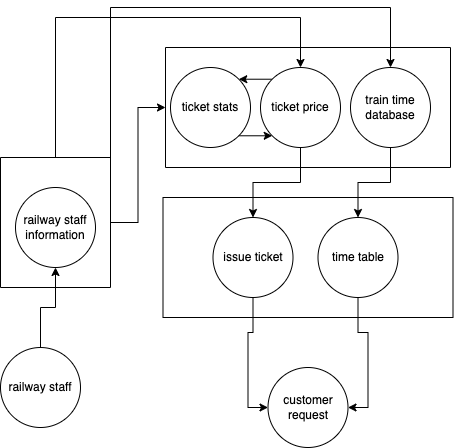 ticket stats
ticket price
train time
database
railway staff
information
issue ticket
time table
railway staff
customer
request